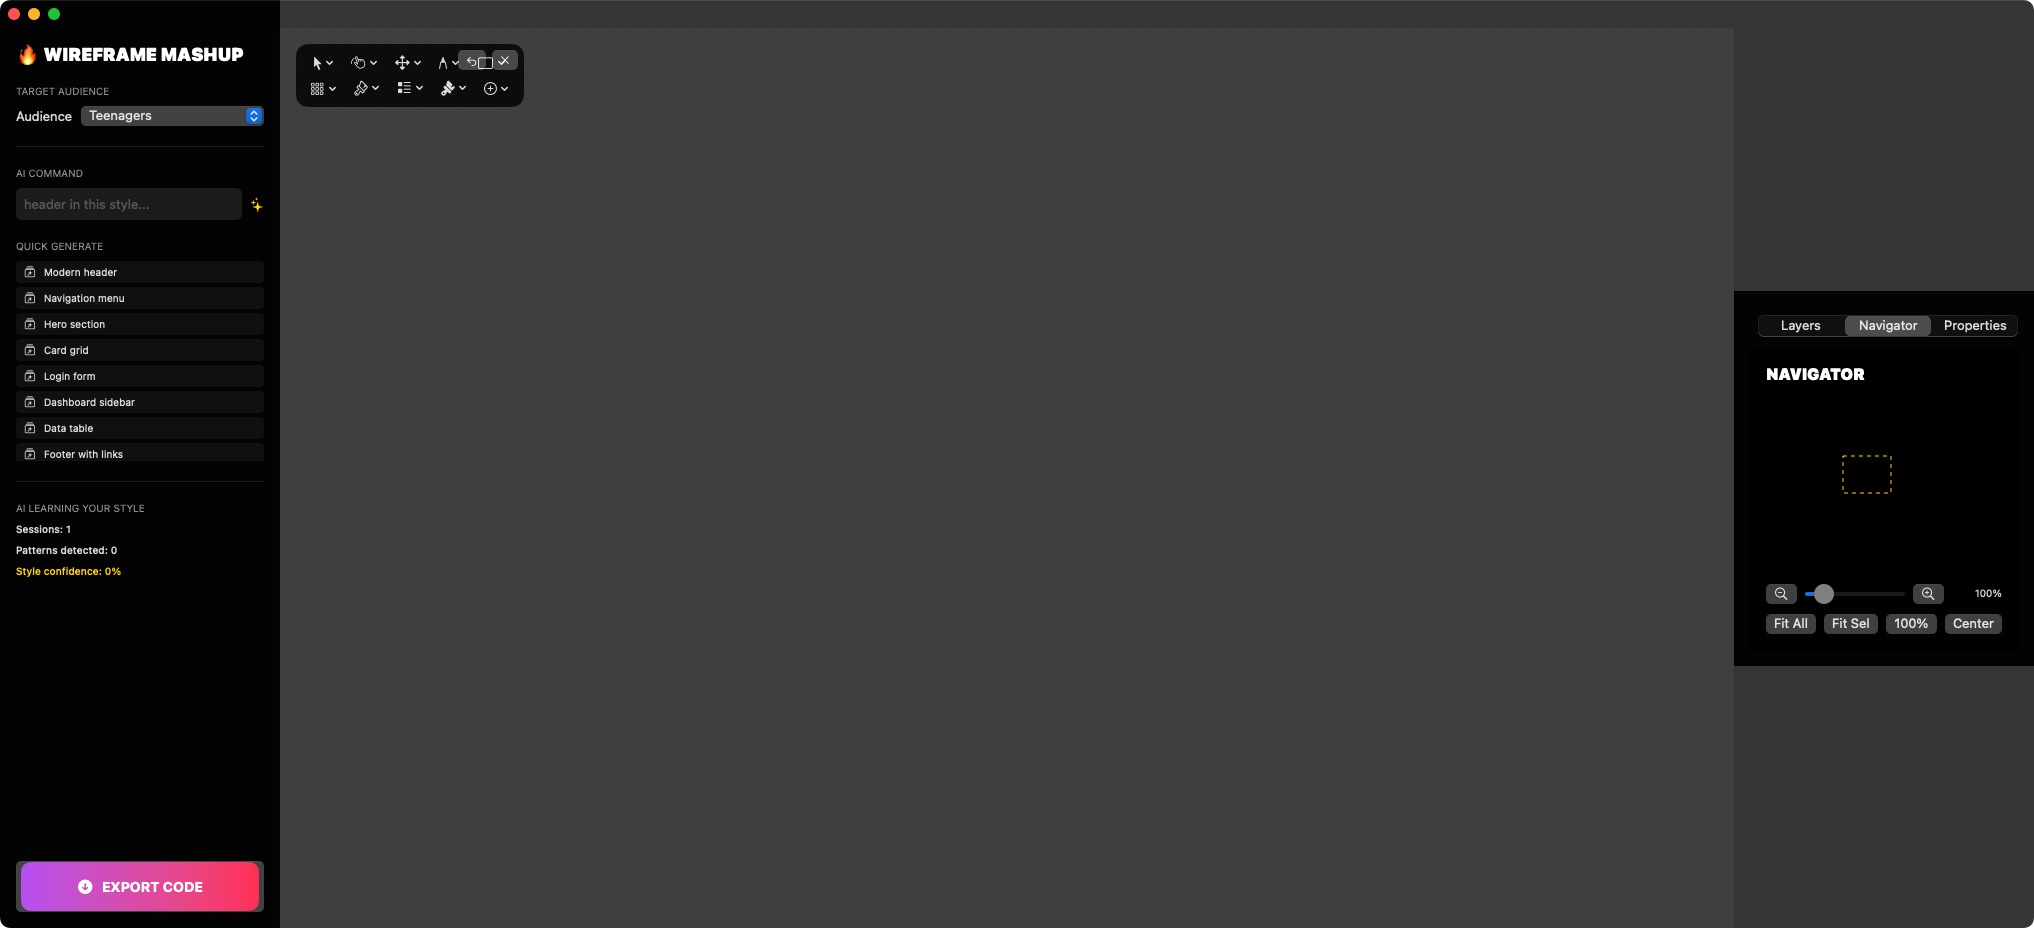 WIREFRAME MASHUP
TARGET AUDIENCE
Audience Teenagers
AI COMMAND
header in this style...
QUICK GENERATE
Modern header
Navigation menu
Hero section
Card grid
Login form
Dashboard sidebar
Data table
Footer with links
AI LEARNING YOUR STYLE
Sessions: 1
Patterns detected: 0
Style confidence: 0%
EXPORT CODE
Layers Navigator Properties
NAVIGATOR
100%
Fit All Fit Sel 100% Center